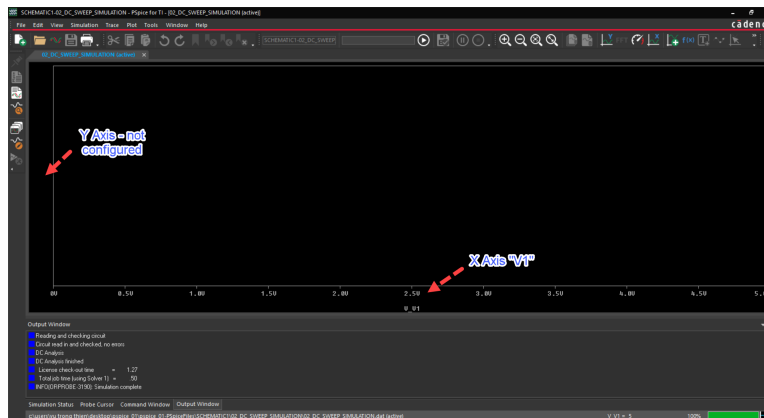 SCHEMATIC1-02_DC_SWEEP_SIMULATION - PSpice for TI - [02_DC_SWEEP_SIMULATION (active)]
File Edit View Simulation Trace Plot Tools Window Help
cādenc
SCHEMATIC1-02_DC_SWEEP
02_DC_SWEEP_SIMULATION (active)
Y Axis - not
configured
X Axis "V1"
0V 0.5V 1.0V 1.5V 2.0V 2.5V 3.0V 3.5V 4.0V 4.5V 5.
V_V1
Output Window
Reading and checking circuit
Circuit read in and checked, no errors
DC Analysis
DC Analysis finished
License check-out time = 1.27
Total job time (using Solver 1) = .50
INFO(ORPROBE-3190): Simulation complete
Simulation Status Probe Cursor Command Window Output Window
V_V1 = 5 100%